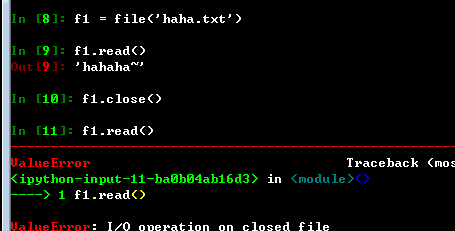 In [8]: f1 = file('haha.txt')
In [9]: f1.read()
Out[9]: 'hahaha~'
In [10]: f1.close()
In [11]: f1.read()
---------------------------------------------------------------------------
ValueError Traceback (mos
<ipython-input-11-ba0b04ab16d3> in <module>()
----> 1 f1.read()
ValueError: I/O operation on closed file